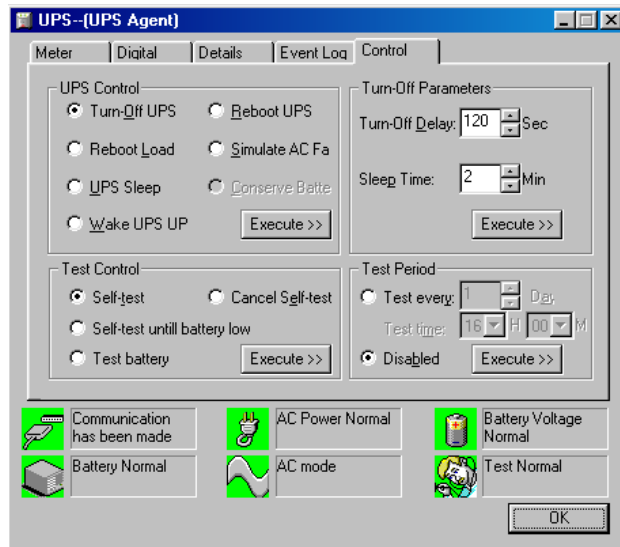 UPS--(UPS Agent)
Meter Digital Details Event Log Control
UPS Control
Turn-Off UPS Reboot UPS
Reboot Load Simulate AC Fa
UPS Sleep Conserve Batte
Wake UPS UP Execute >>
Turn-Off Parameters
Turn-Off Delay: 120 Sec
Sleep Time: 2 Min
Execute >>
Test Control
Self-test Cancel Self-test
Self-test untill battery low
Test battery Execute >>
Test Period
Test every: 1 Day
Test time: 16 H 00 M
Disabled Execute >>
Communication
has been made
AC Power Normal
Battery Voltage
Normal
Battery Normal
AC mode
Test Normal
OK